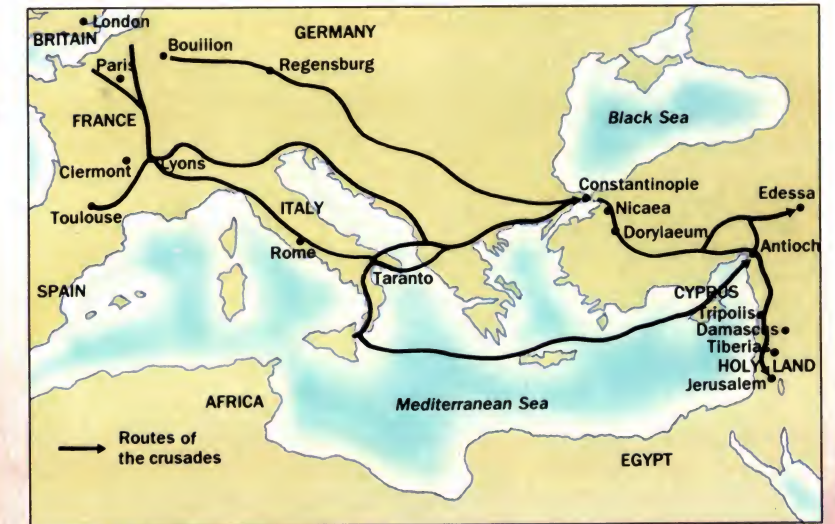 London
BRITAIN
GERMANY
Bouillon
Paris
Regensburg
FRANCE
Black Sea
Clermont
Lyons
Constantinople
Edessa
Toulouse
ITALY
Nicaea
Dorylaeum
Rome
Antioch
SPAIN
Taranto
CYPRUS
Tripolis
Damascus
Tiberias
HOLY LAND
Jerusalem
AFRICA
Mediterranean Sea
Routes of
the crusades
EGYPT